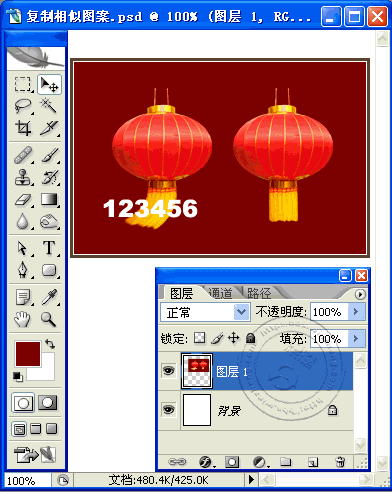 复制相似图案.psd @ 100% (图层 1, RG...
123456
图层 通道 路径
正常 不透明度: 100%
锁定: 填充: 100%
图层 1
背景
T
100% 文档:480.4K/425.0K